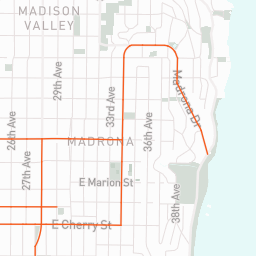 MADISON
VALLEY
29th Ave
33rd Ave
Madrona Dr
36th Ave
26th Ave
MADRONA
27th Ave
E Marion St
38th Ave
E Cherry St